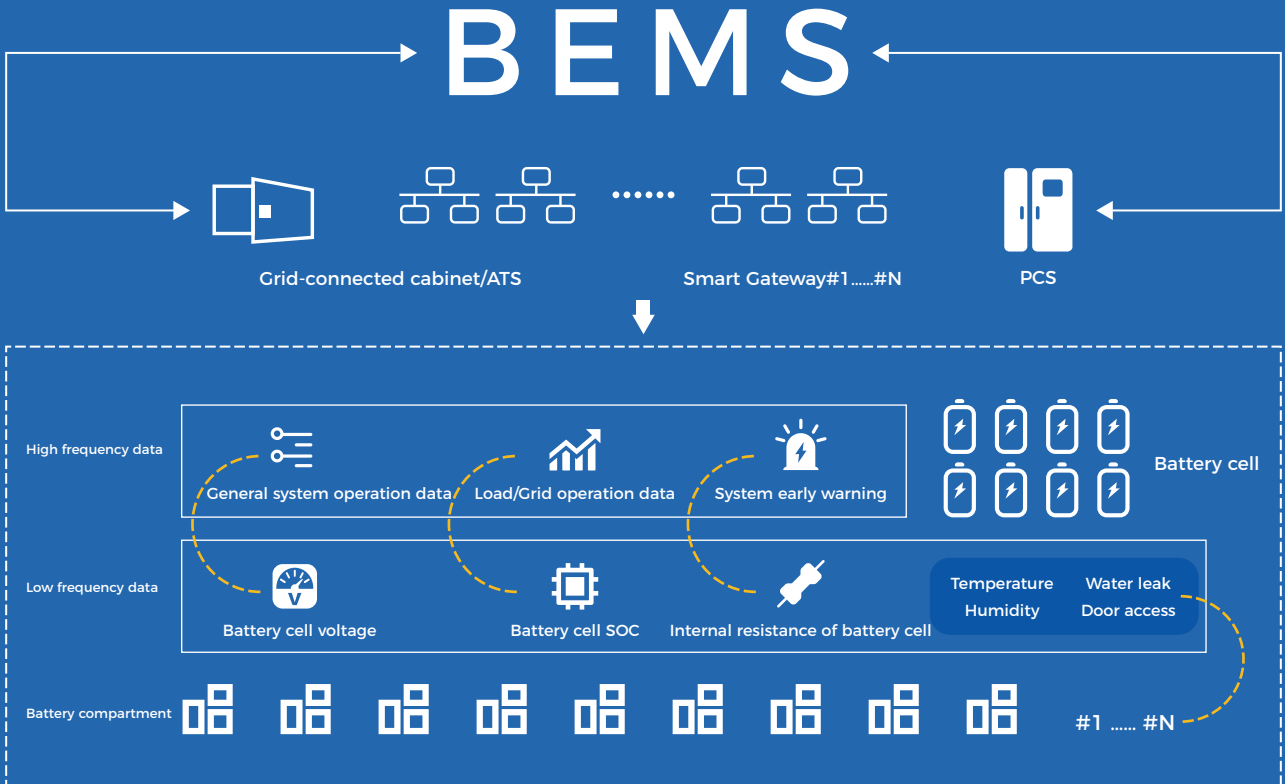 BEMS
Grid-connected cabinet/ATS
Smart Gateway#1......#N
PCS
High frequency data
General system operation data
Load/Grid operation data
System early warning
Battery cell
Low frequency data
V
Battery cell voltage
Battery cell SOC
Internal resistance of battery cell
Temperature
Water leak
Humidity
Door access
Battery compartment
#1 ...... #N